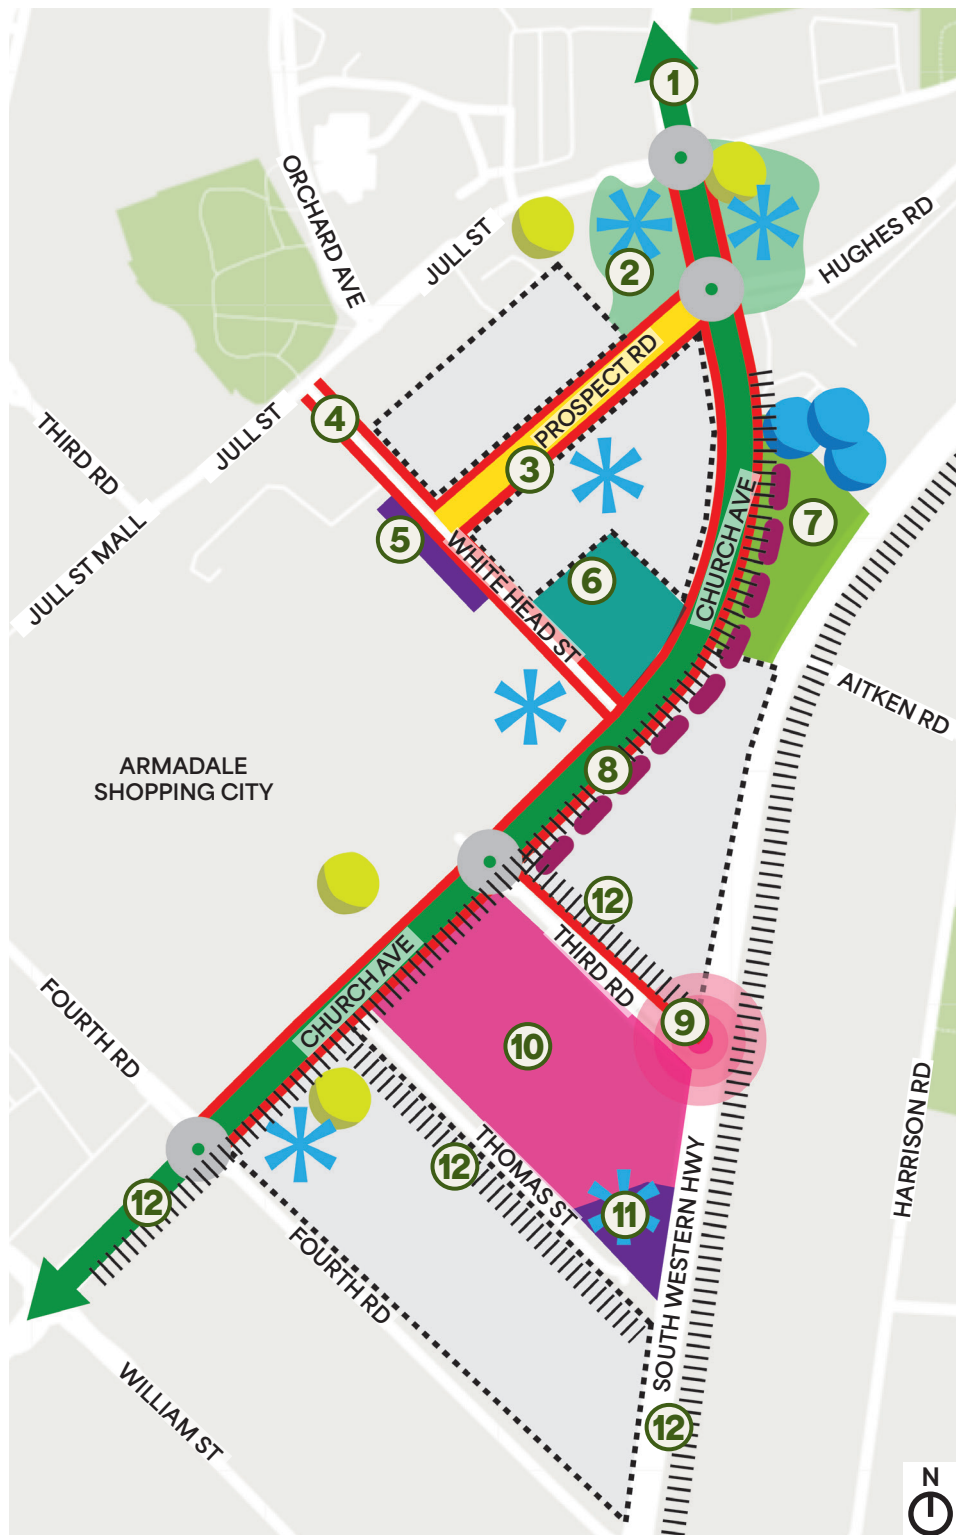 1
ORCHARD AVE
JULL ST
HUGHES RD
2
PROSPECT RD
4
THIRD RD
JULL ST
3
CHURCH AVE
7
JULL ST MALL
5
WHITE HEAD ST
6
AITKEN RD
ARMADALE
SHOPPING CITY
8
12
THIRD RD
CHURCH AVE
FOURTH RD
9
10
HARRISON RD
THOMAS ST
12
12
11
SOUTH WESTERN HWY
FOURTH RD
WILLIAM ST
12
N